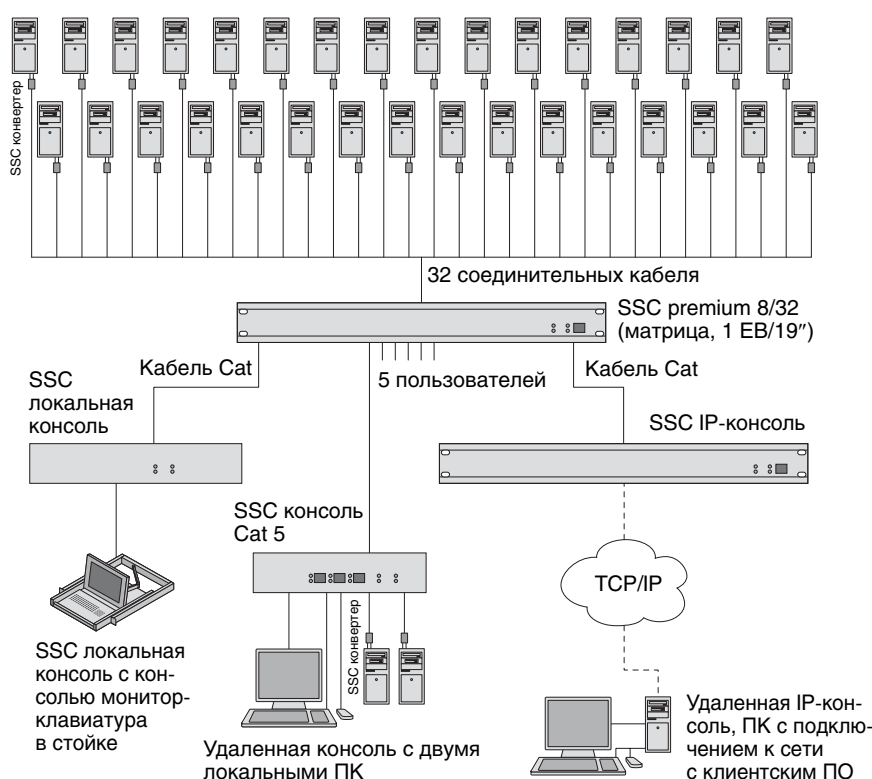 SSC конвертер
32 соединительных кабеля
SSC premium 8/32
(матрица, 1 EB/19″)
Кабель Cat
5 пользователей
Кабель Cat
SSC
локальная
консоль
SSC IP-консоль
SSC консоль
Cat 5
TCP/IP
SSC конвертер
SSC локальная
консоль с кон-
солью монитор-
клавиатура
в стойке
Удаленная консоль с двумя
локальными ПК
Удаленная IP-кон-
соль, ПК с подклю-
чением к сети
с клиентским ПО